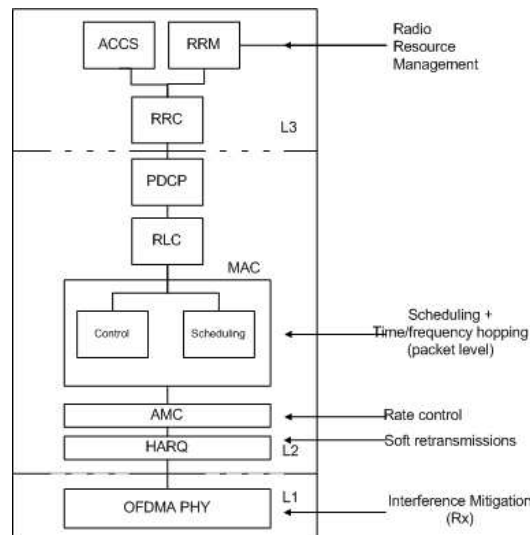 ACCS
RRM
Radio
Resource
Management
RRC
L3
PDCP
RLC
MAC
Control
Scheduling
Scheduling +
Time/frequency hopping
(packet level)
AMC
Rate control
HARQ
Soft retransmissions
L2
L1
OFDMA PHY
Interference Mitigation
(Rx)